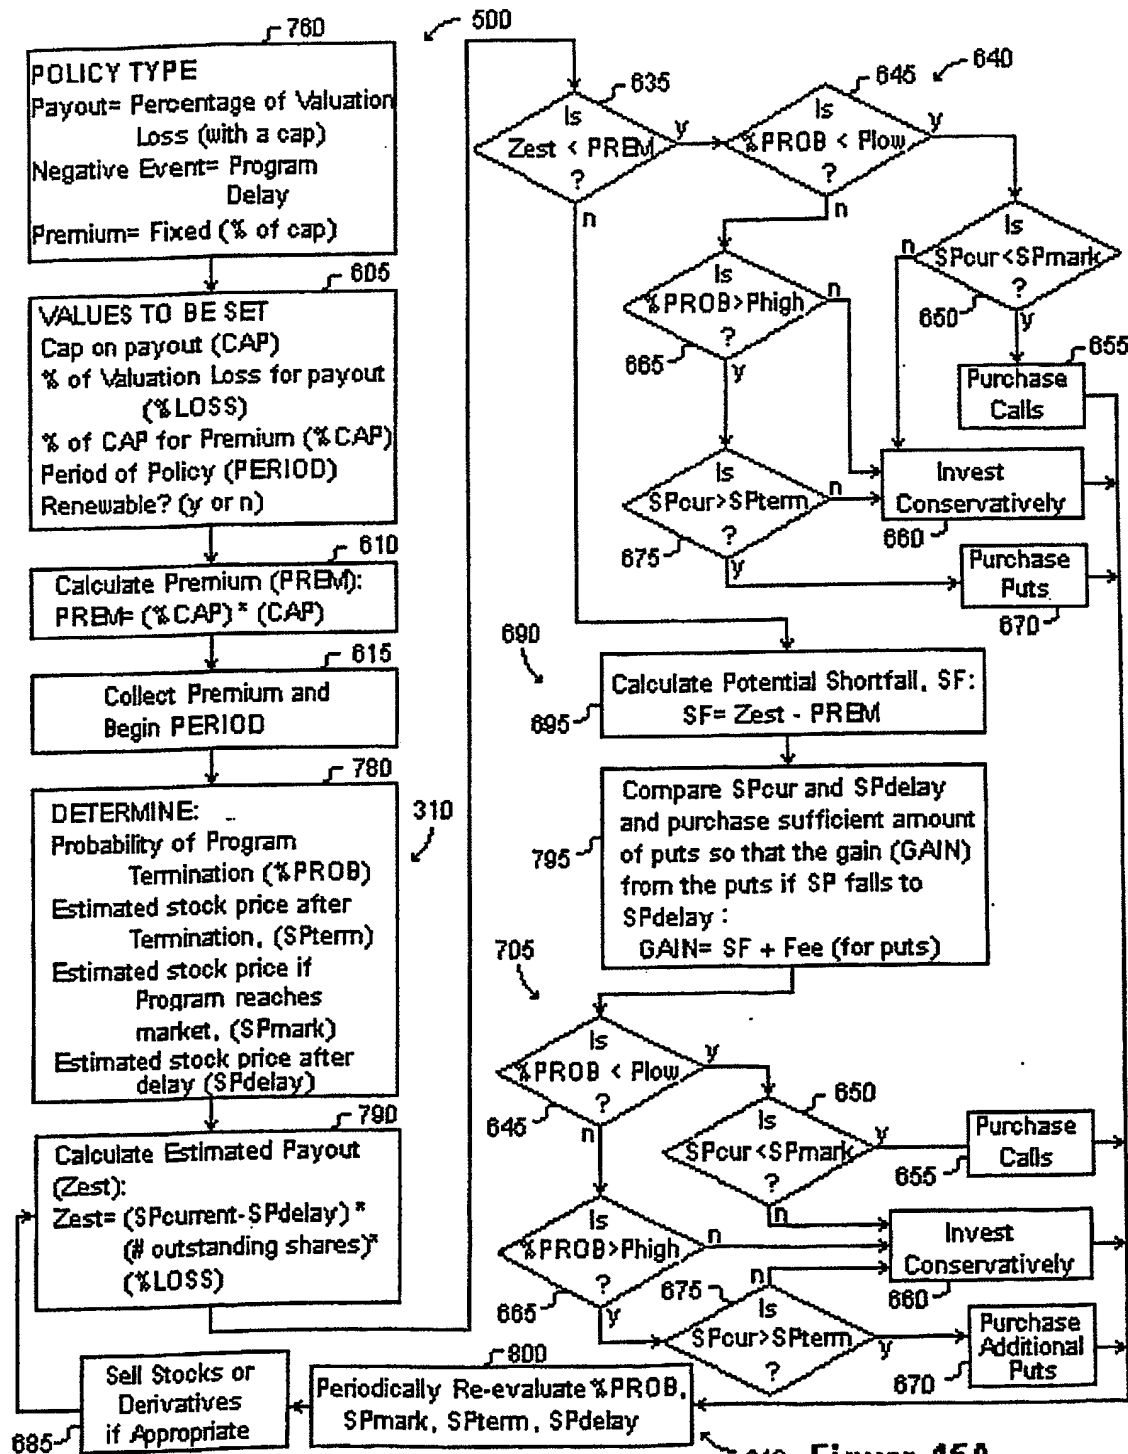 760
500
POLICY TYPE
Payout= Percentage of Valuation
Loss (with a cap)
Negative Event= Program
Delay
Premium= Fixed (% of cap)
605
VALUES TO BE SET
Cap on payout (CAP)
% of Valuation Loss for payout
(%LOSS)
% of CAP for Premium (%CAP)
Period of Policy (PERIOD)
Renewable? (y or n)
610
Calculate Premium (PREM):
PREM= (%CAP)* (CAP)
615
Collect Premium and
Begin PERIOD
780
310
DETERMINE:
Probability of Program
Termination (%PROB)
Estimated stock price after
Termination, (SPterm)
Estimated stock price if
Program reaches
market, (SPmark)
Estimated stock price after
delay (SPdelay)
790
Calculate Estimated Payout
(Zest):
Zest= (SPcurrent-SPdelay)*
(# outstanding shares)*
(%LOSS)
635
Is
Zest < PREM
?
y
n
645
640
Is
%PROB < Plow
?
y
n
Is
SPcur<SPmark
?
n
650
y
Is
%PROB>Phigh
?
n
665
y
655
Purchase
Calls
Is
SPcur>SPterm
?
n
675
y
Invest
Conservatively
660
Purchase
Puts
670
690
Calculate Potential Shortfall, SF:
SF= Zest - PREM
695
Compare SPcur and SPdelay
and purchase sufficient amount
of puts so that the gain (GAIN)
from the puts if SP falls to
SPdelay :
GAIN= SF + Fee (for puts)
795
705
Is
%PROB < Plow
?
y
645
n
650
Is
SPcur<SPmark
?
y
n
Purchase
Calls
655
Is
%PROB>Phigh
?
n
665
y
Invest
Conservatively
660
675
n
Is
SPcur>SPterm
?
y
Purchase
Additional
Puts
670
800
Periodically Re-evaluate %PROB,
SPmark, SPterm, SPdelay
Sell Stocks or
Derivatives
if Appropriate
685